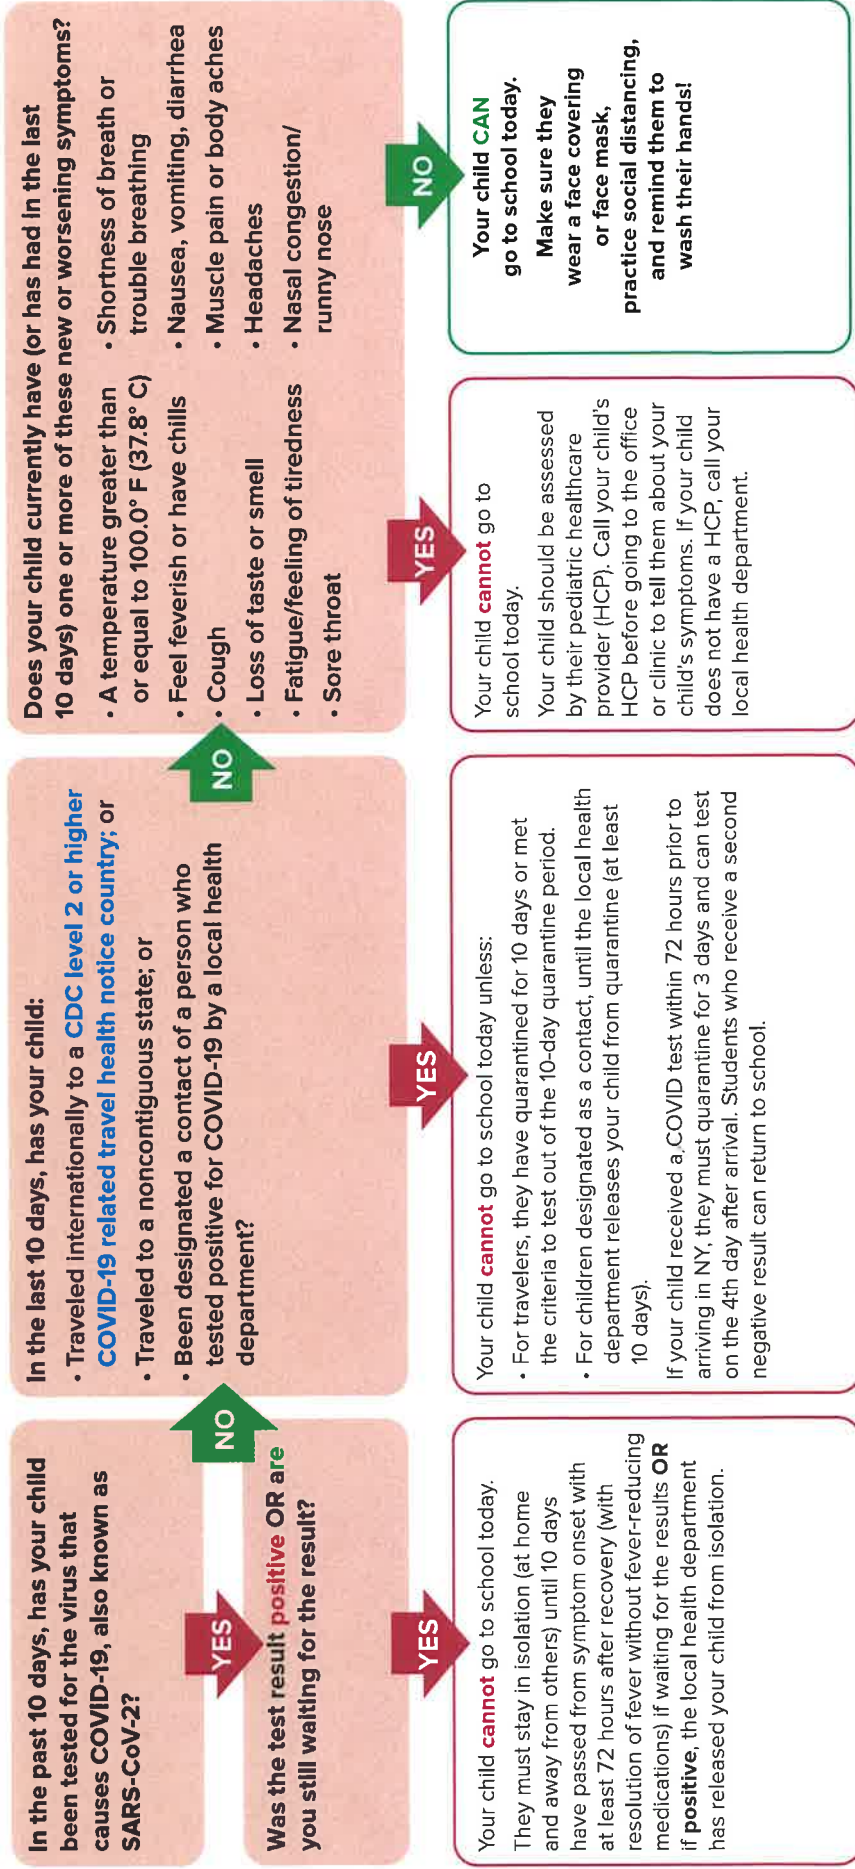 In the past 10 days, has your child
been tested for the virus that
causes COVID-19, also known as
SARS-CoV-2?
YES
Was the test result positive OR are
you still waiting for the result?
NO
YES
Your child cannot go to school today.
They must stay in isolation (at home
and away from others) until 10 days
have passed from symptom onset with
at least 72 hours after recovery (with
resolution of fever without fever-reducing
medications) if waiting for the results OR
if positive, the local health department
has released your child from isolation.
In the last 10 days, has your child:
• Traveled internationally to a CDC level 2 or higher
COVID-19 related travel health notice country; or
• Traveled to a noncontiguous state; or
• Been designated a contact of a person who
tested positive for COVID-19 by a local health
department?
NO
YES
Your child cannot go to school today unless:
• For travelers, they have quarantined for 10 days or met
the criteria to test out of the 10-day quarantine period.
• For children designated as a contact, until the local health
department releases your child from quarantine (at least
10 days).
If your child received a COVID test within 72 hours prior to
arriving in NY, they must quarantine for 3 days and can test
on the 4th day after arrival. Students who receive a second
negative result can return to school.
Does your child currently have (or has had in the last
10 days) one or more of these new or worsening symptoms?
• A temperature greater than
or equal to 100.0° F (37.8° C)
• Feel feverish or have chills
• Cough
• Loss of taste or smell
• Fatigue/feeling of tiredness
• Sore throat
• Shortness of breath or
trouble breathing
• Nausea, vomiting, diarrhea
• Muscle pain or body aches
• Headaches
• Nasal congestion/
runny nose
YES
Your child cannot go to
school today.
Your child should be assessed
by their pediatric healthcare
provider (HCP). Call your child's
HCP before going to the office
or clinic to tell them about your
child's symptoms. If your child
does not have a HCP, call your
local health department.
NO
Your child CAN
go to school today.
Make sure they
wear a face covering
or face mask,
practice social distancing,
and remind them to
wash their hands!